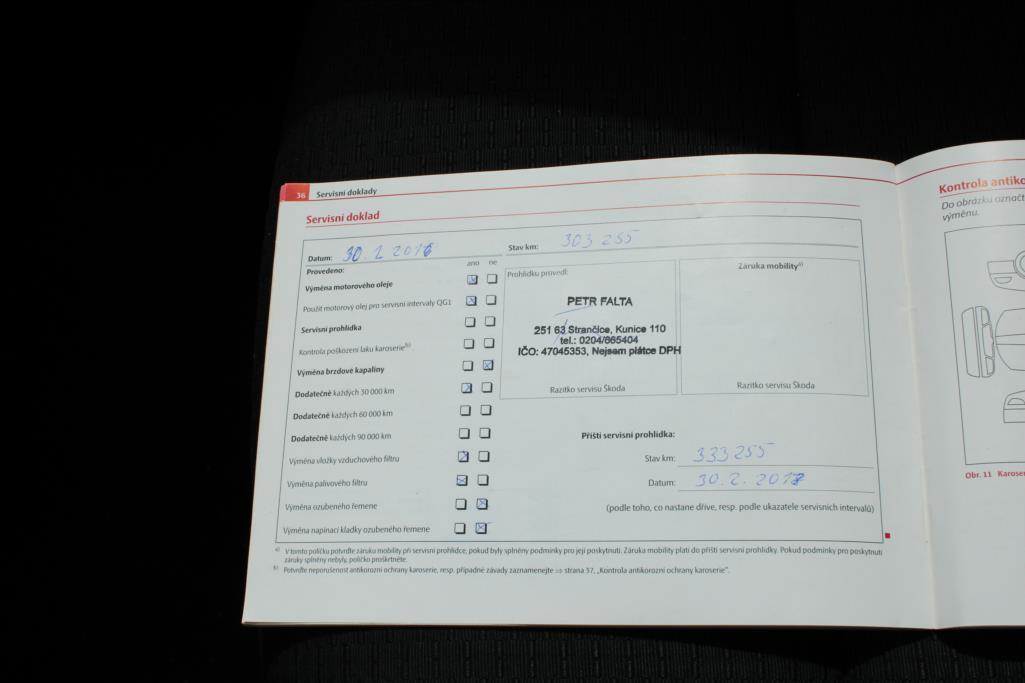 36 Servisní doklady
Servisní doklad
Datum: 30. 2 2016 Stav km: 303 255
Provedeno: ano ne
Výměna motorového oleje
Použit motorový olej pro servisní intervaly QG1
Servisní prohlídka
Kontrola poškození laku karoserie b)
Výměna brzdové kapaliny
Dodatečně každých 30 000 km
Dodatečně každých 60 000 km
Dodatečně každých 90 000 km
Výměna vložky vzduchového filtru
Výměna palivového filtru
Výměna ozubeného řemene
Výměna napínací kladky ozubeného řemene
Prohlídku provedl:
PETR FALTA
251 63 Strančice, Kunice 110
tel.: 0204/665404
IČO: 47045353, Nejsem plátce DPH
Razítko servisu Škoda
Záruka mobility a)
Razítko servisu Škoda
Příští servisní prohlídka:
Stav km: 333 255
Datum: 30. 2. 2017
(podle toho, co nastane dříve, resp. podle ukazatele servisních intervalů)
a) V tomto políčku potvrďte záruku mobility při servisní prohlídce, pokud byly splněny podmínky pro její poskytnutí. Záruka mobility platí do příští servisní prohlídky. Pokud podmínky pro poskytnutí
záruky splněny nebyly, políčko proškrtněte.
b) Potvrďte neporušenost antikorozní ochrany karoserie, resp. případné závady zaznamenejte ⇒ strana 37, „Kontrola antikorozní ochrany karoserie".
Kontrola antiko
Do obrázku označt
výměnu.
Obr. 11 Karoser